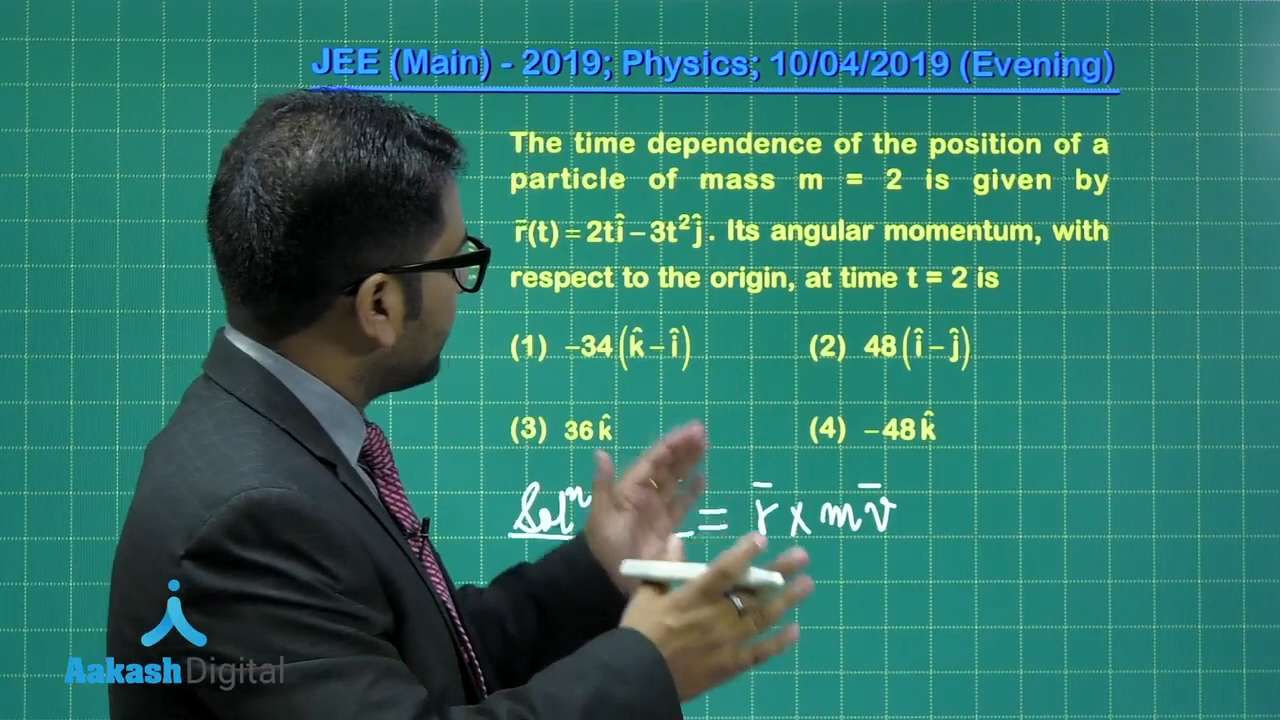 JEE (Main) - 2019; Physics; 10/04/2019 (Evening)
The time dependence of the position of a
particle of mass m = 2 is given by
r̄(t) = 2tî – 3t²ĵ. Its angular momentum, with
respect to the origin, at time t = 2 is
(1) –34(k̂ – î) (2) 48(î – ĵ)
(3) 36k̂ (4) –48k̂
Solⁿ = r̄ × mv̄
Aakash Digital